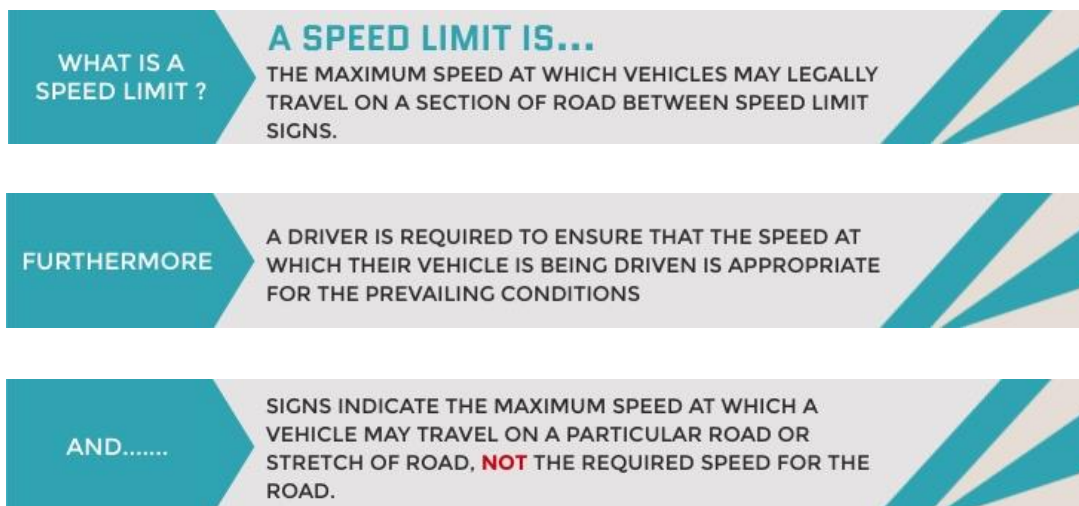 WHAT IS A
SPEED LIMIT ?
A SPEED LIMIT IS...
THE MAXIMUM SPEED AT WHICH VEHICLES MAY LEGALLY
TRAVEL ON A SECTION OF ROAD BETWEEN SPEED LIMIT
SIGNS.
FURTHERMORE
A DRIVER IS REQUIRED TO ENSURE THAT THE SPEED AT
WHICH THEIR VEHICLE IS BEING DRIVEN IS APPROPRIATE
FOR THE PREVAILING CONDITIONS
AND.......
SIGNS INDICATE THE MAXIMUM SPEED AT WHICH A
VEHICLE MAY TRAVEL ON A PARTICULAR ROAD OR
STRETCH OF ROAD, NOT THE REQUIRED SPEED FOR THE
ROAD.